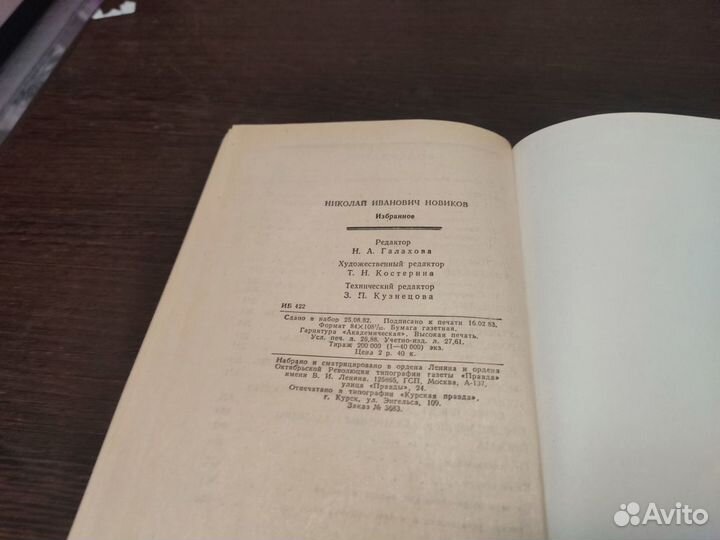 НИКОЛАЙ ИВАНОВИЧ НОВИКОВ
Избранное
Редактор
Н. А. Галахова
Художественный редактор
Т. Н. Костерина
Технический редактор
З. П. Кузнецова
ИБ 422
Сдано в набор 25.08.82. Подписано к печати 16.02.83.
Формат 84×108¹/₃₂. Бумага газетная.
Гарнитура «Академическая». Высокая печать.
Усл. печ. л. 26,88. Учетно-изд. л. 27,61.
Тираж 200 000 (1—40 000) экз.
Цена 2 р. 40 к.
Набрано и сматрицировано в ордена Ленина и ордена
Октябрьской Революции типографии газеты «Правда»
имени В. И. Ленина. 125865, ГСП, Москва, А-137,
улица «Правды», 24.
Отпечатано в типографии «Курская правда».
г. Курск, ул. Энгельса, 109.
Заказ № 3683.
Avito